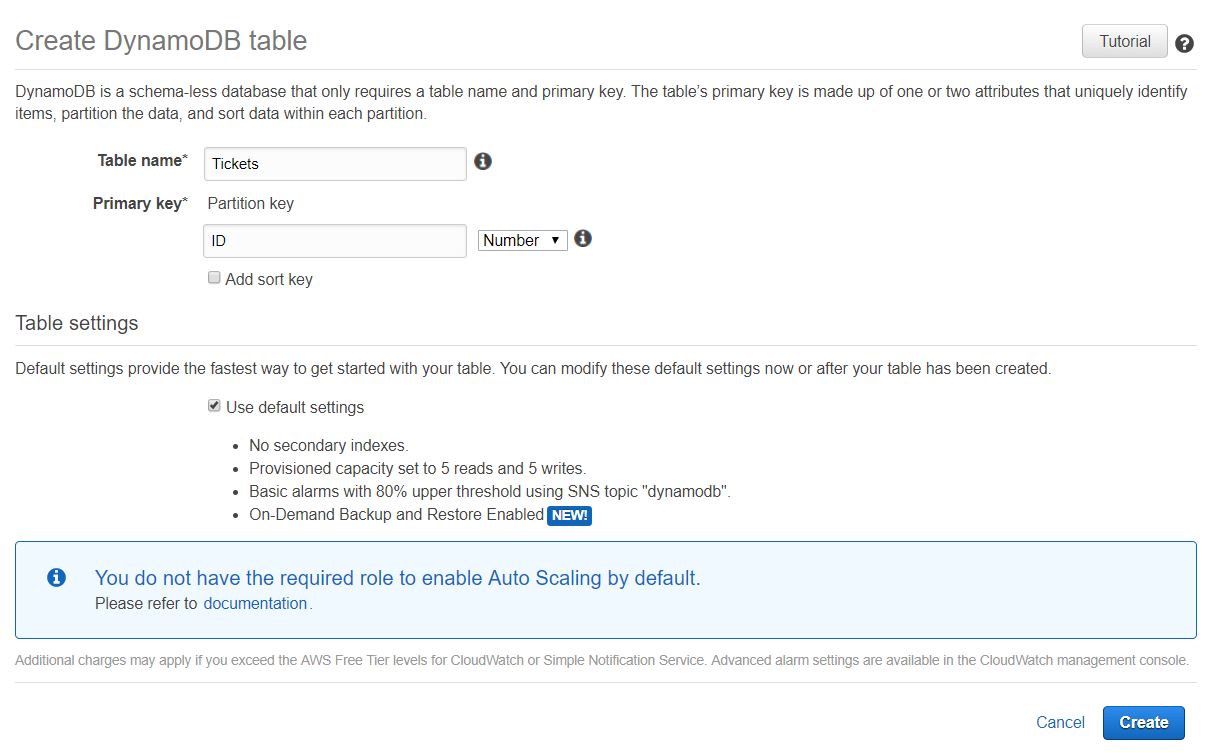 Create DynamoDB table
Tutorial
DynamoDB is a schema-less database that only requires a table name and primary key. The table's primary key is made up of one or two attributes that uniquely identify
items, partition the data, and sort data within each partition.
Table name* Tickets
Primary key* Partition key
ID Number
Add sort key
Table settings
Default settings provide the fastest way to get started with your table. You can modify these default settings now or after your table has been created.
Use default settings
• No secondary indexes.
• Provisioned capacity set to 5 reads and 5 writes.
• Basic alarms with 80% upper threshold using SNS topic "dynamodb".
• On-Demand Backup and Restore Enabled NEW!
You do not have the required role to enable Auto Scaling by default.
Please refer to documentation.
Additional charges may apply if you exceed the AWS Free Tier levels for CloudWatch or Simple Notification Service. Advanced alarm settings are available in the CloudWatch management console.
Cancel Create